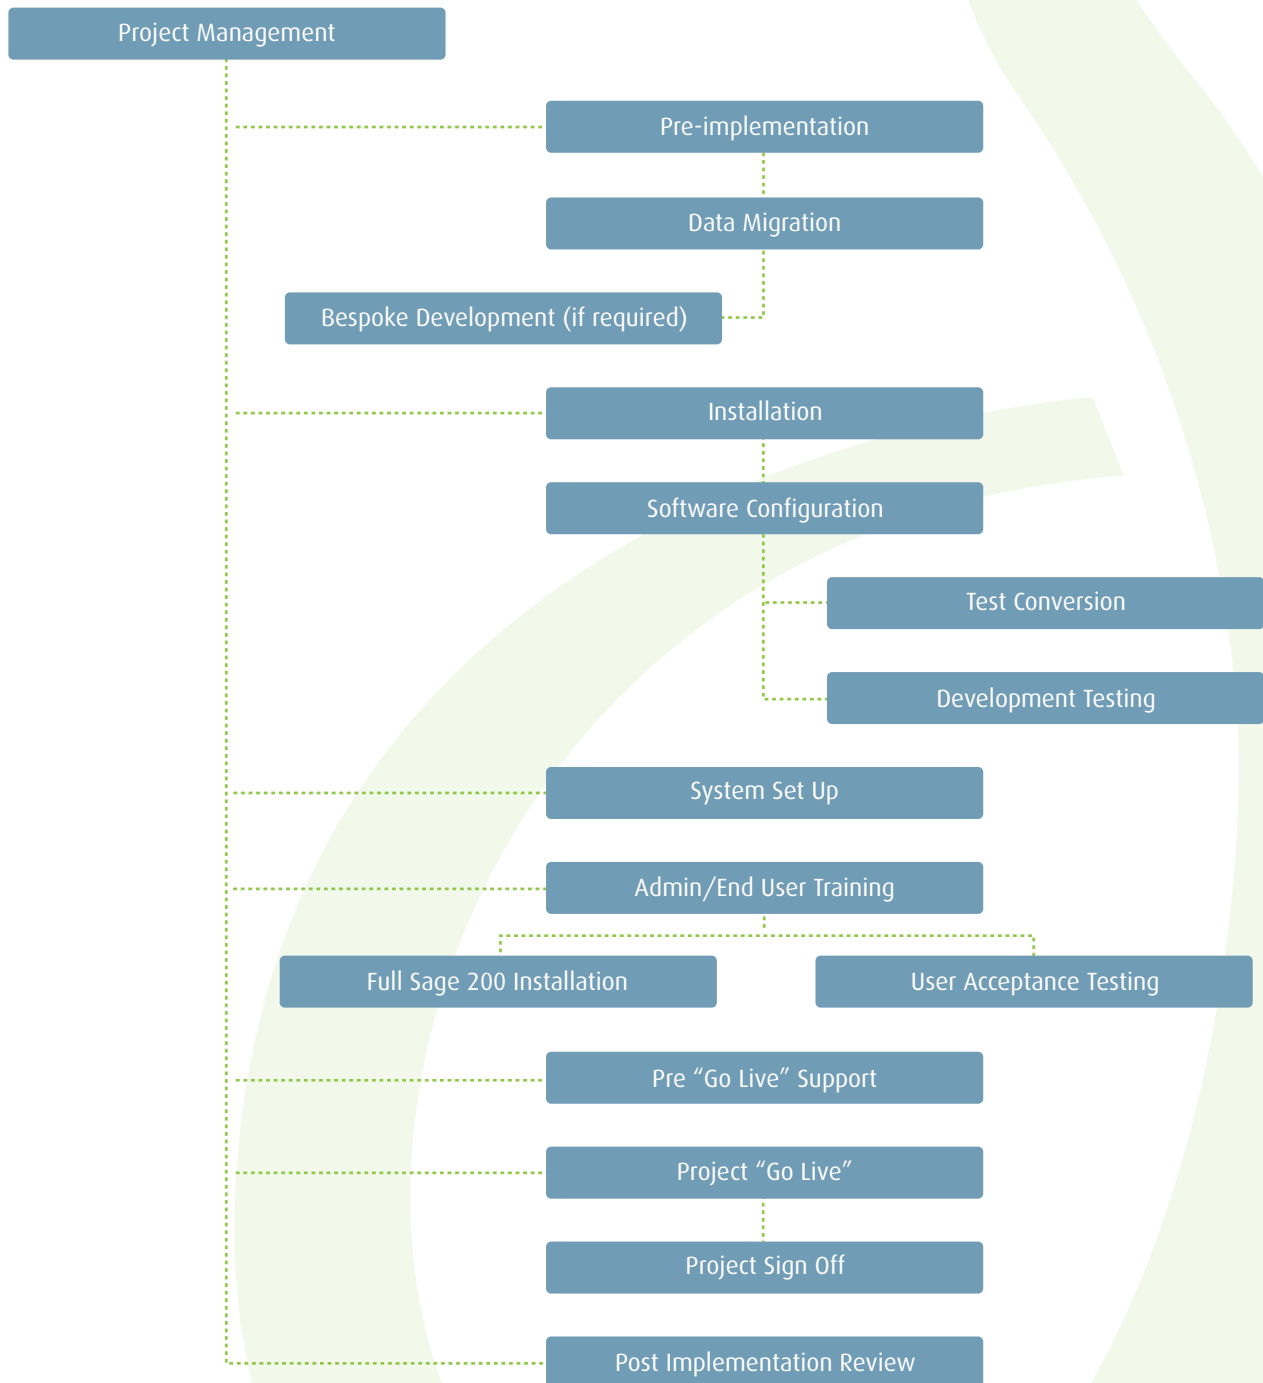 Project Management
Pre-implementation
Data Migration
Bespoke Development (if required)
Installation
Software Configuration
Test Conversion
Development Testing
System Set Up
Admin/End User Training
Full Sage 200 Installation
User Acceptance Testing
Pre “Go Live” Support
Project “Go Live”
Project Sign Off
Post Implementation Review